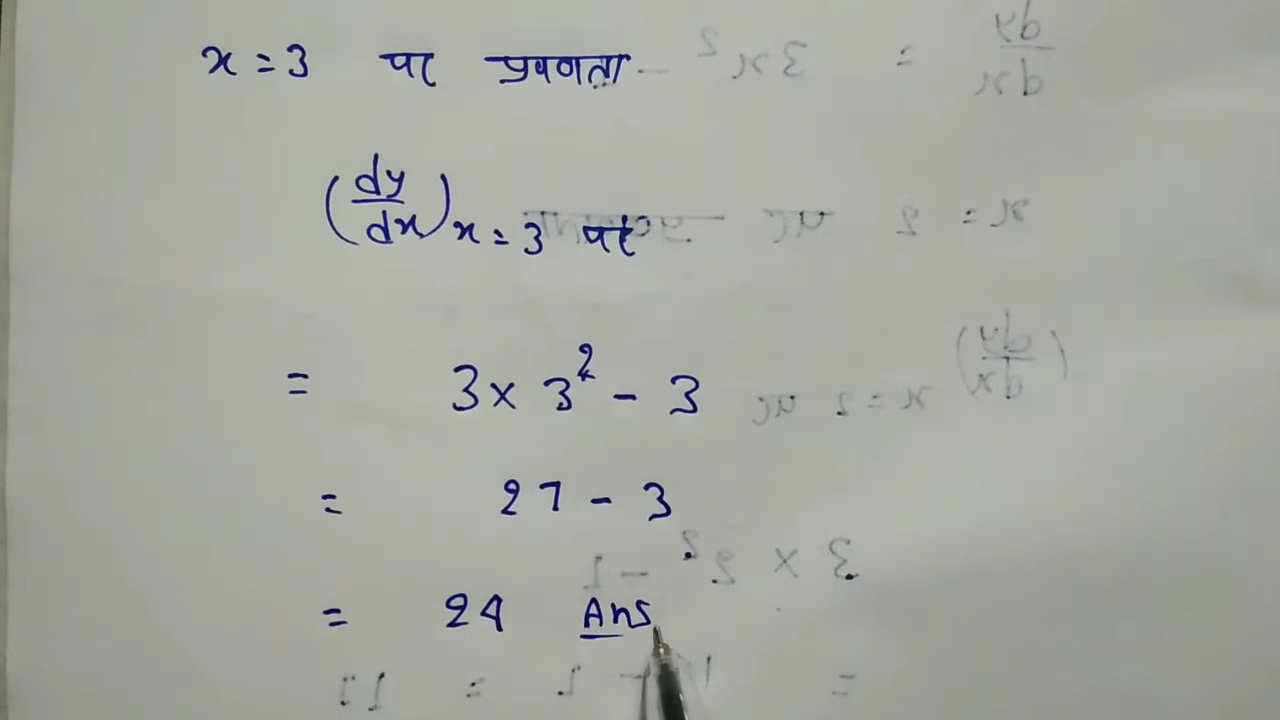 x = 3 पर प्रवणता
(dy/dx) x = 3 पर
= 3 × 3² - 3
= 27 - 3
= 24 Ans